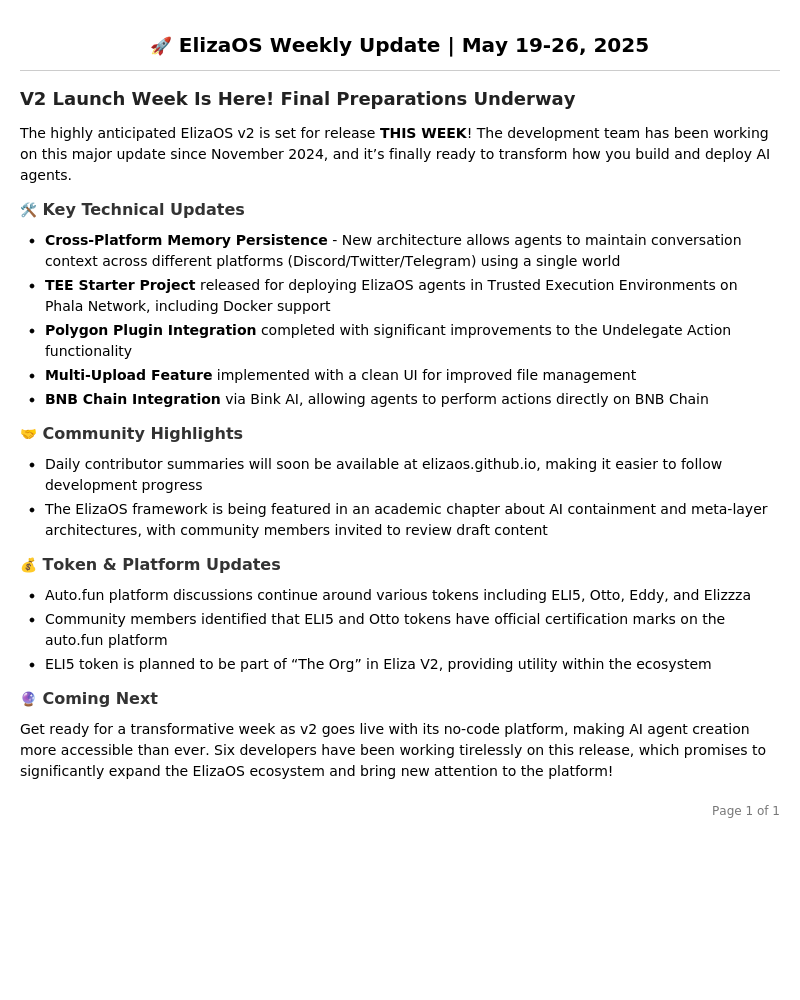 🚀 ElizaOS Weekly Update | May 19-26, 2025
V2 Launch Week Is Here! Final Preparations Underway
The highly anticipated ElizaOS v2 is set for release THIS WEEK! The development team has been working
on this major update since November 2024, and it’s finally ready to transform how you build and deploy AI
agents.
🛠️ Key Technical Updates
• Cross-Platform Memory Persistence - New architecture allows agents to maintain conversation
context across different platforms (Discord/Twitter/Telegram) using a single world
• TEE Starter Project released for deploying ElizaOS agents in Trusted Execution Environments on
Phala Network, including Docker support
• Polygon Plugin Integration completed with significant improvements to the Undelegate Action
functionality
• Multi-Upload Feature implemented with a clean UI for improved file management
• BNB Chain Integration via Bink AI, allowing agents to perform actions directly on BNB Chain
🤝 Community Highlights
• Daily contributor summaries will soon be available at elizaos.github.io, making it easier to follow
development progress
• The ElizaOS framework is being featured in an academic chapter about AI containment and meta-layer
architectures, with community members invited to review draft content
💰 Token & Platform Updates
• Auto.fun platform discussions continue around various tokens including ELI5, Otto, Eddy, and Elizzza
• Community members identified that ELI5 and Otto tokens have official certification marks on the
auto.fun platform
• ELI5 token is planned to be part of “The Org” in Eliza V2, providing utility within the ecosystem
🔮 Coming Next
Get ready for a transformative week as v2 goes live with its no-code platform, making AI agent creation
more accessible than ever. Six developers have been working tirelessly on this release, which promises to
significantly expand the ElizaOS ecosystem and bring new attention to the platform!
Page 1 of 1